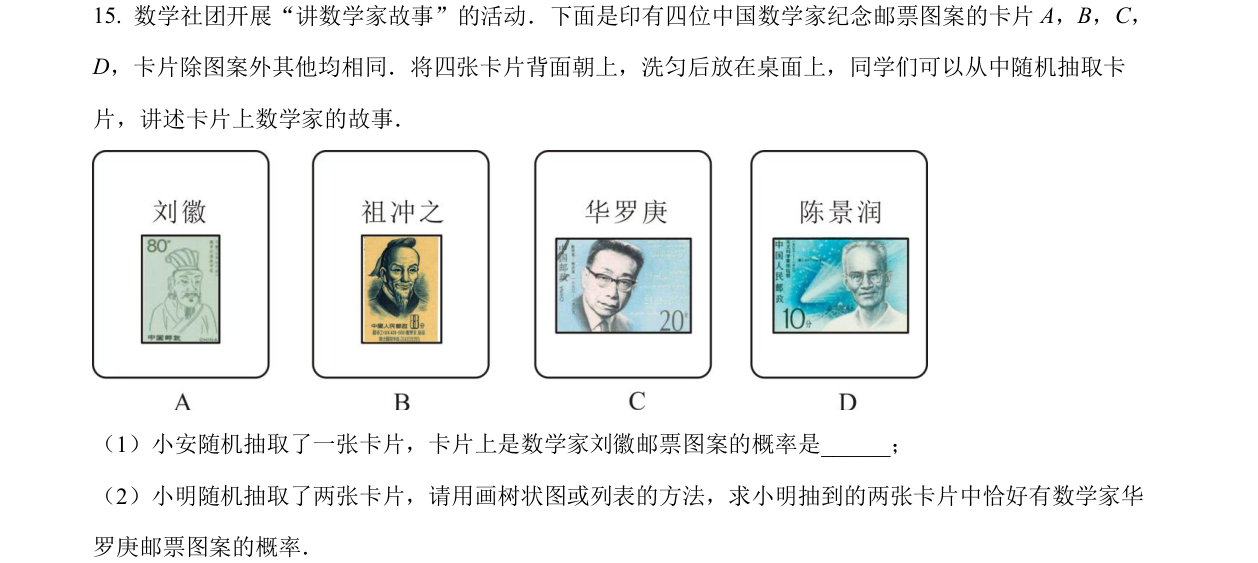 15. 数学社团开展“讲数学家故事”的活动．下面是印有四位中国数学家纪念邮票图案的卡片 A，B，C，
D，卡片除图案外其他均相同．将四张卡片背面朝上，洗匀后放在桌面上，同学们可以从中随机抽取卡
片，讲述卡片上数学家的故事．
刘徽 祖冲之 华罗庚 陈景润
80
中国邮政
中國人民郵政
中国邮政
20
中国人民邮政
10分
A B C D
（1）小安随机抽取了一张卡片，卡片上是数学家刘徽邮票图案的概率是______；
（2）小明随机抽取了两张卡片，请用画树状图或列表的方法，求小明抽到的两张卡片中恰好有数学家华
罗庚邮票图案的概率．